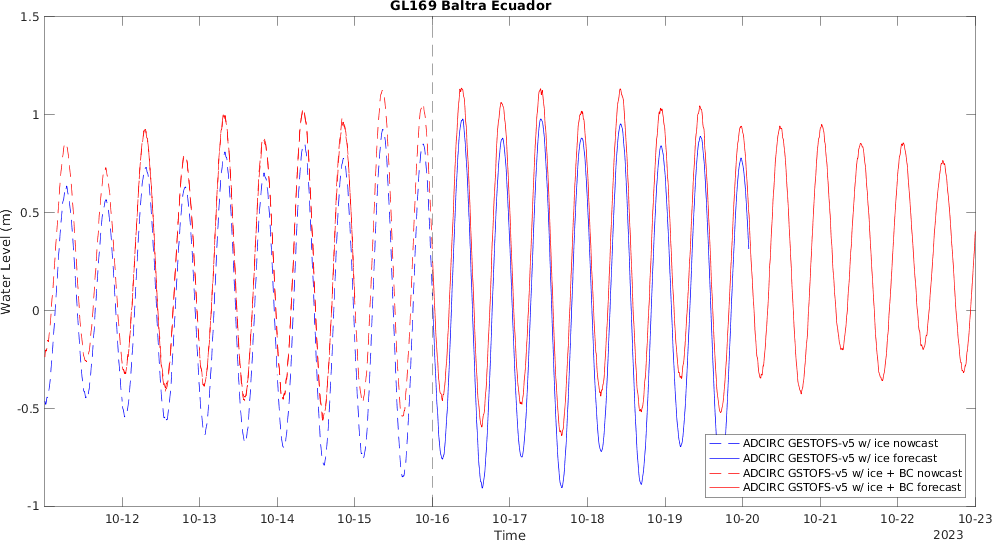 GL169 Baltra Ecuador
1.5
1
0.5
0
-0.5
-1
Water Level (m)
10-12
10-13
10-14
10-15
10-16
10-17
10-18
10-19
10-20
10-21
10-22
10-23
Time
2023
ADCIRC GESTOFS-v5 w/ ice nowcast
ADCIRC GESTOFS-v5 w/ ice forecast
ADCIRC GSTOFS-v5 w/ ice + BC nowcast
ADCIRC GSTOFS-v5 w/ ice + BC forecast